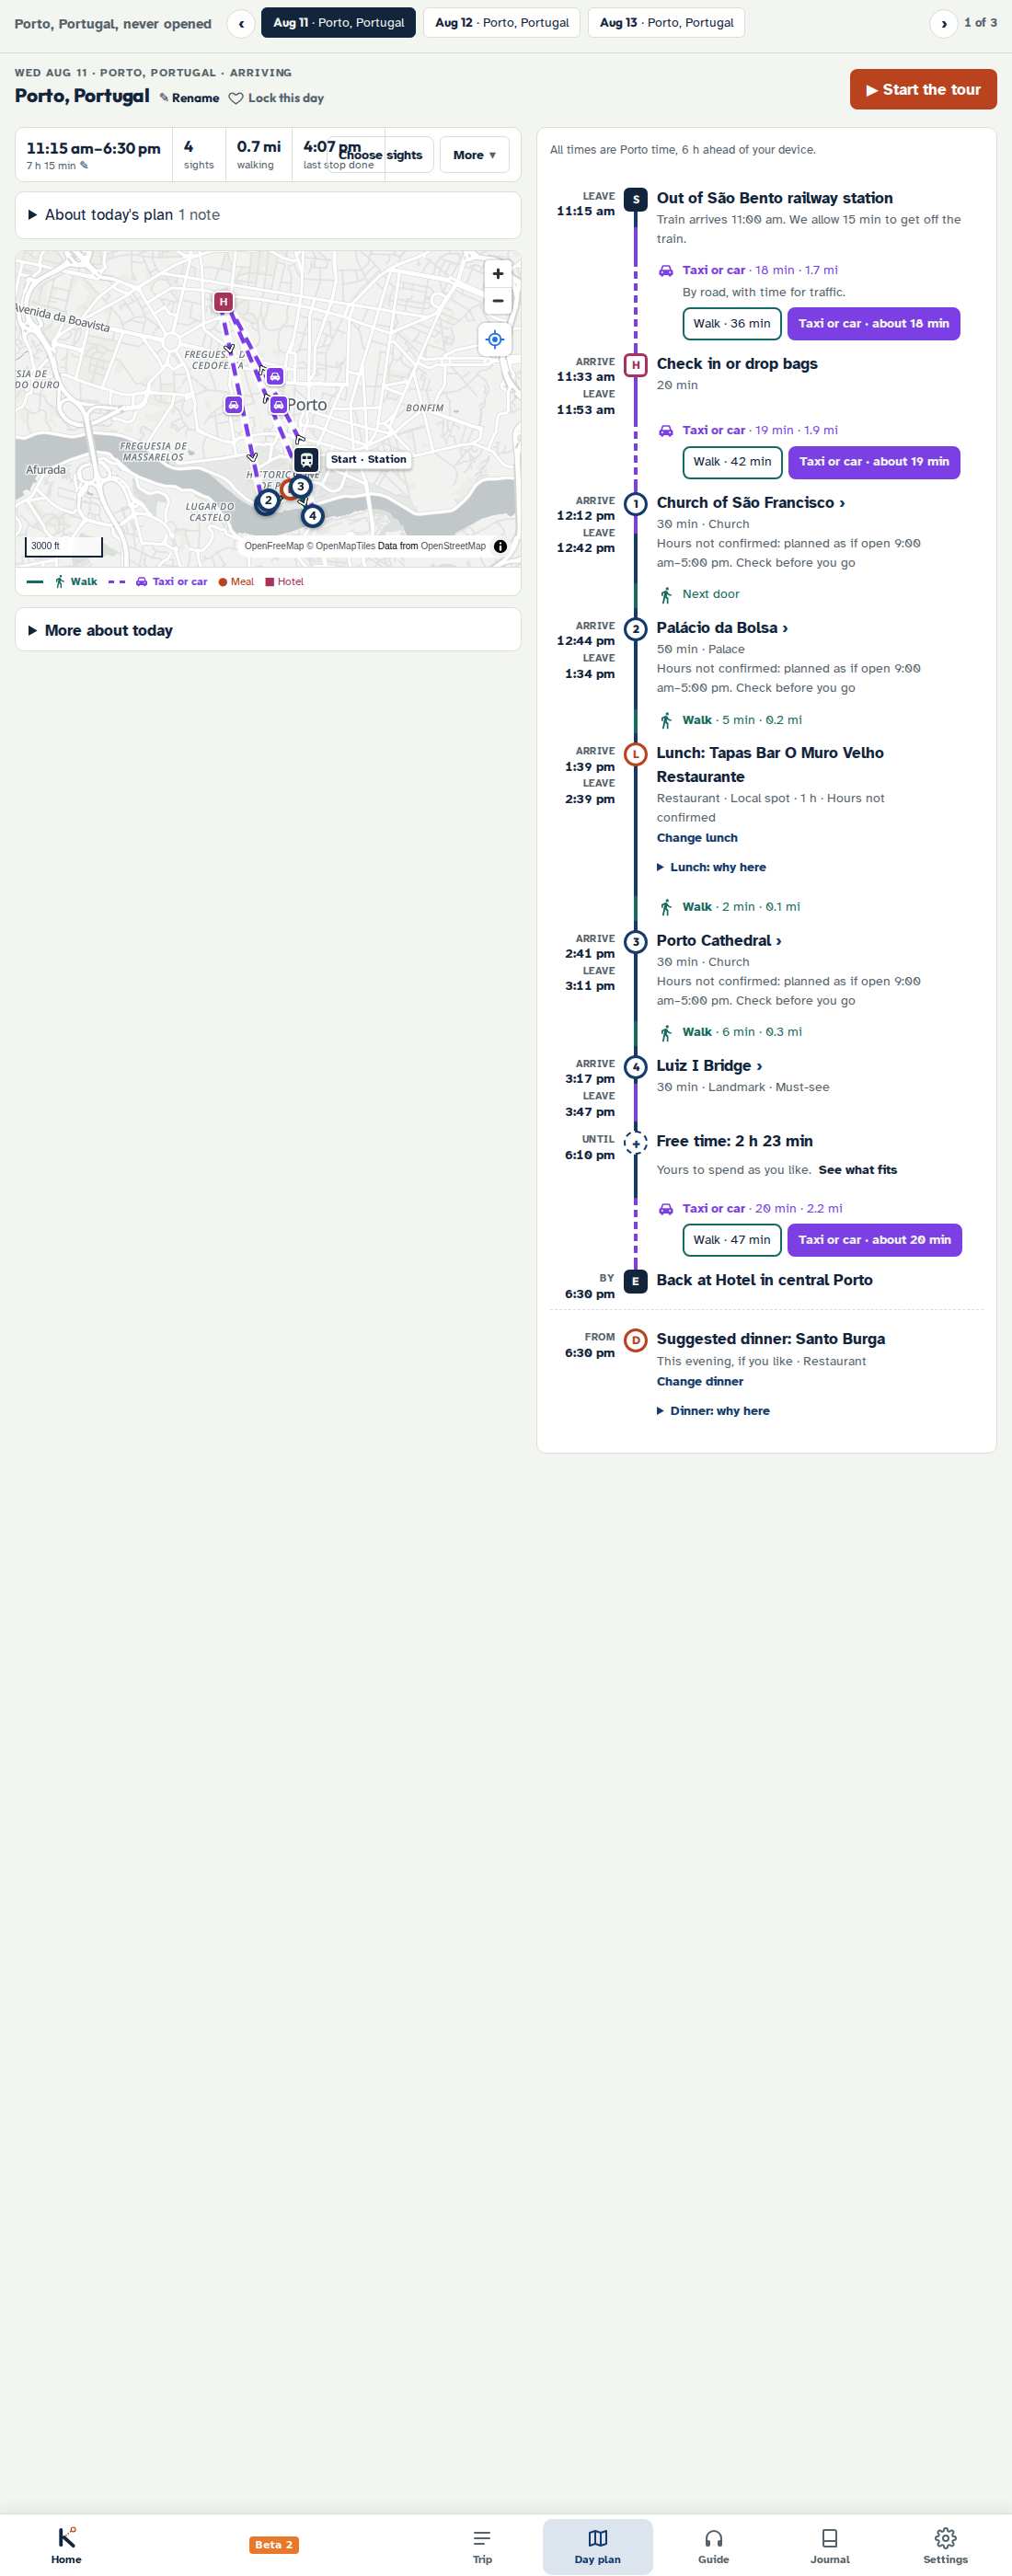 Porto, Portugal, never opened
‹
Aug 11 · Porto, Portugal
Aug 12 · Porto, Portugal
Aug 13 · Porto, Portugal
›
1 of 3
WED AUG 11 · PORTO, PORTUGAL · ARRIVING
Porto, Portugal
✎ Rename
Lock this day
▶ Start the tour
11:15 am–6:30 pm
7 h 15 min ✎
4
sights
0.7 mi
walking
4:07 pm
last stop done
Choose sights
More ▾
▶ About today's plan 1 note
Avenida da Boavista
H
CEDOFEITA
Porto
BONFIM
FREGUESIA DE
MASSARELOS
Afurada
Start · Station
LUGAR DO
CASTELO
2
3
4
+
−
3000 ft
OpenFreeMap © OpenMapTiles Data from OpenStreetMap
Walk
Taxi or car
Meal
Hotel
▶ More about today
All times are Porto time, 6 h ahead of your device.
LEAVE
11:15 am
S
Out of São Bento railway station
Train arrives 11:00 am. We allow 15 min to get off the
train.
Taxi or car · 18 min · 1.7 mi
By road, with time for traffic.
Walk · 36 min
Taxi or car · about 18 min
ARRIVE
11:33 am
LEAVE
11:53 am
H
Check in or drop bags
20 min
Taxi or car · 19 min · 1.9 mi
Walk · 42 min
Taxi or car · about 19 min
ARRIVE
12:12 pm
LEAVE
12:42 pm
1
Church of São Francisco ›
30 min · Church
Hours not confirmed: planned as if open 9:00
am–5:00 pm. Check before you go
Next door
ARRIVE
12:44 pm
LEAVE
1:34 pm
2
Palácio da Bolsa ›
50 min · Palace
Hours not confirmed: planned as if open 9:00
am–5:00 pm. Check before you go
Walk · 5 min · 0.2 mi
ARRIVE
1:39 pm
LEAVE
2:39 pm
L
Lunch: Tapas Bar O Muro Velho
Restaurante
Restaurant · Local spot · 1 h · Hours not
confirmed
Change lunch
▶ Lunch: why here
Walk · 2 min · 0.1 mi
ARRIVE
2:41 pm
LEAVE
3:11 pm
3
Porto Cathedral ›
30 min · Church
Hours not confirmed: planned as if open 9:00
am–5:00 pm. Check before you go
Walk · 6 min · 0.3 mi
ARRIVE
3:17 pm
LEAVE
3:47 pm
4
Luiz I Bridge ›
30 min · Landmark · Must-see
UNTIL
6:10 pm
+
Free time: 2 h 23 min
Yours to spend as you like. See what fits
Taxi or car · 20 min · 2.2 mi
Walk · 47 min
Taxi or car · about 20 min
BY
6:30 pm
E
Back at Hotel in central Porto
FROM
6:30 pm
D
Suggested dinner: Santo Burga
This evening, if you like · Restaurant
Change dinner
▶ Dinner: why here
Home
Beta 2
Trip
Day plan
Guide
Journal
Settings